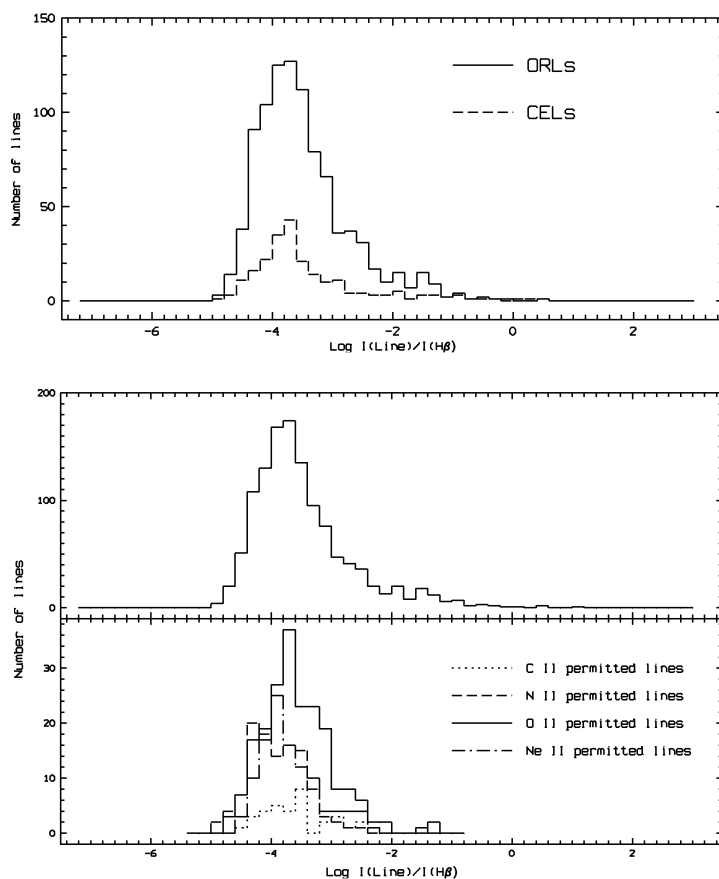 150
100
50
0
Number of lines
ORLs
CELs
-6 -4 -2 0 2
Log I(Line)/I(Hβ)
200
100
0
Number of lines
30
20
10
0
C II permitted lines
N II permitted lines
O II permitted lines
Ne II permitted lines
-6 -4 -2 0 2
Log I(Line)/I(Hβ)